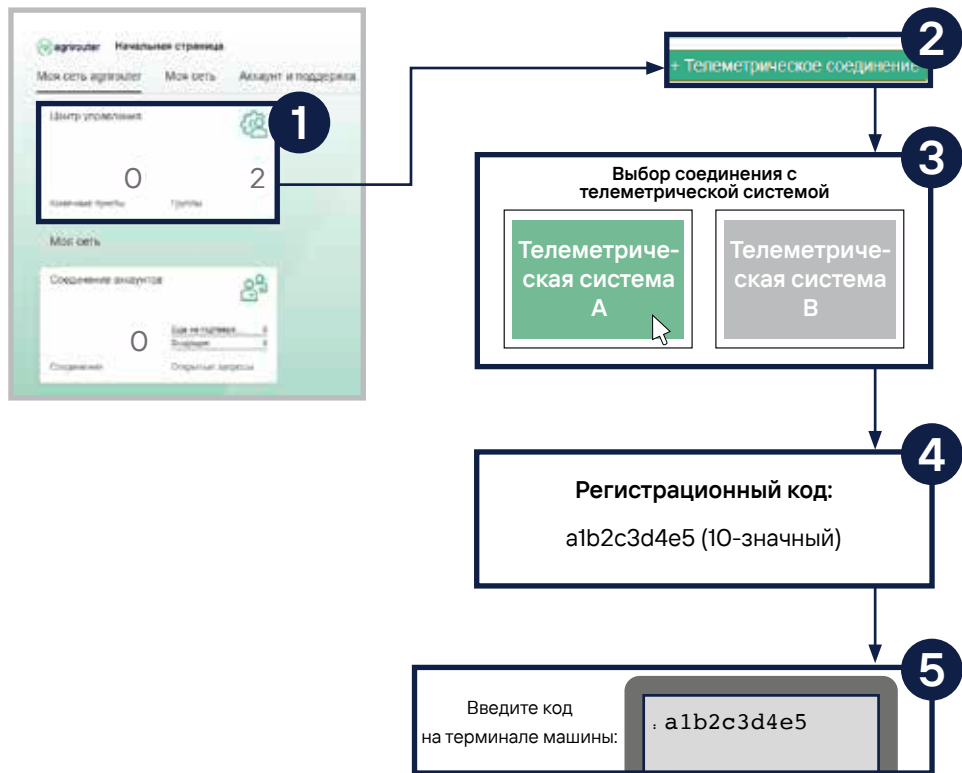 agrirouter Начальная страница
Моя сеть agrirouter Моя сеть Аккаунт и поддержка
Центр управления
1
0 2
Конечные пункты Группы
Моя сеть
Соединение аккаунтов
0
Соединения Открытые запросы
2
+ Телеметрическое соединение
3
Выбор соединения с
телеметрической системой
Телеметриче-
ская система
A
Телеметриче-
ская система
B
4
Регистрационный код:
a1b2c3d4e5 (10-значный)
5
Введите код
на терминале машины:
: a1b2c3d4e5